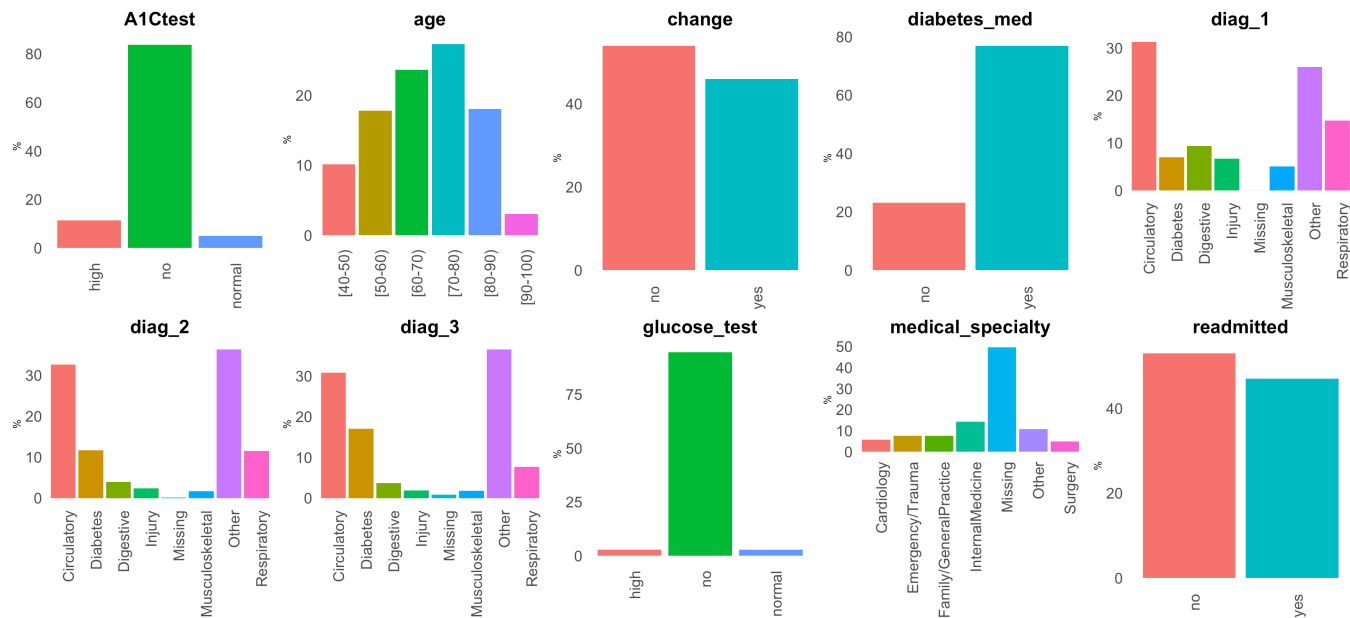 A1Ctest
%
80
60
40
20
0
high
no
normal
age
%
20
10
0
[40-50)
[50-60)
[60-70)
[70-80)
[80-90)
[90-100)
change
%
40
20
0
no
yes
diabetes_med
%
80
60
40
20
0
no
yes
diag_1
%
30
20
10
0
Circulatory
Diabetes
Digestive
Injury
Missing
Musculoskeletal
Other
Respiratory
diag_2
%
30
20
10
0
Circulatory
Diabetes
Digestive
Injury
Missing
Musculoskeletal
Other
Respiratory
diag_3
%
30
20
10
0
Circulatory
Diabetes
Digestive
Injury
Missing
Musculoskeletal
Other
Respiratory
glucose_test
%
75
50
25
0
high
no
normal
medical_specialty
%
50
40
30
20
10
0
Cardiology
Emergency/Trauma
Family/GeneralPractice
InternalMedicine
Missing
Other
Surgery
readmitted
%
40
20
0
no
yes